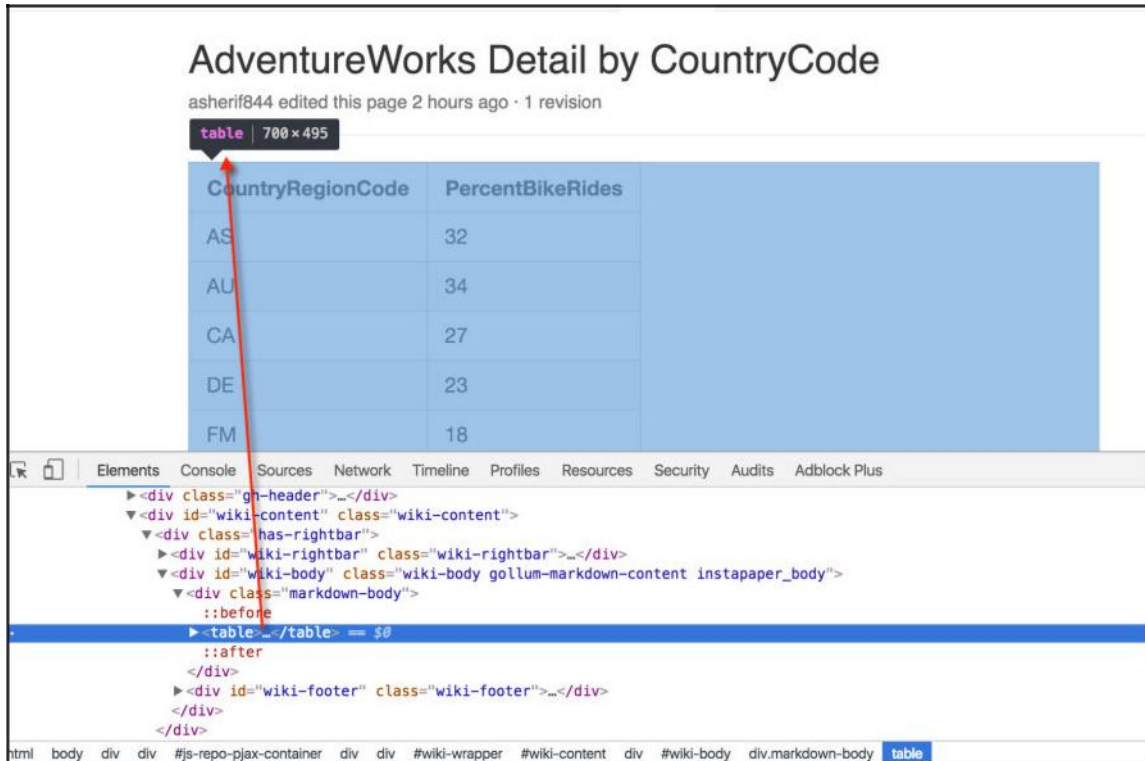 AdventureWorks Detail by CountryCode
asherif844 edited this page 2 hours ago · 1 revision
table | 700×495
CountryRegionCode PercentBikeRides
AS 32
AU 34
CA 27
DE 23
FM 18
Elements Console Sources Network Timeline Profiles Resources Security Audits Adblock Plus
▶<div class="gh-header">…</div>
▼<div id="wiki-content" class="wiki-content">
▼<div class="has-rightbar">
▶<div id="wiki-rightbar" class="wiki-rightbar">…</div>
▼<div id="wiki-body" class="wiki-body gollum-markdown-content instapaper_body">
▼<div class="markdown-body">
::before
▶<table>…</table> == $0
::after
</div>
▶<div id="wiki-footer" class="wiki-footer">…</div>
</div>
</div>
html body div div #js-repo-pjax-container div div #wiki-wrapper #wiki-content div #wiki-body div.markdown-body table